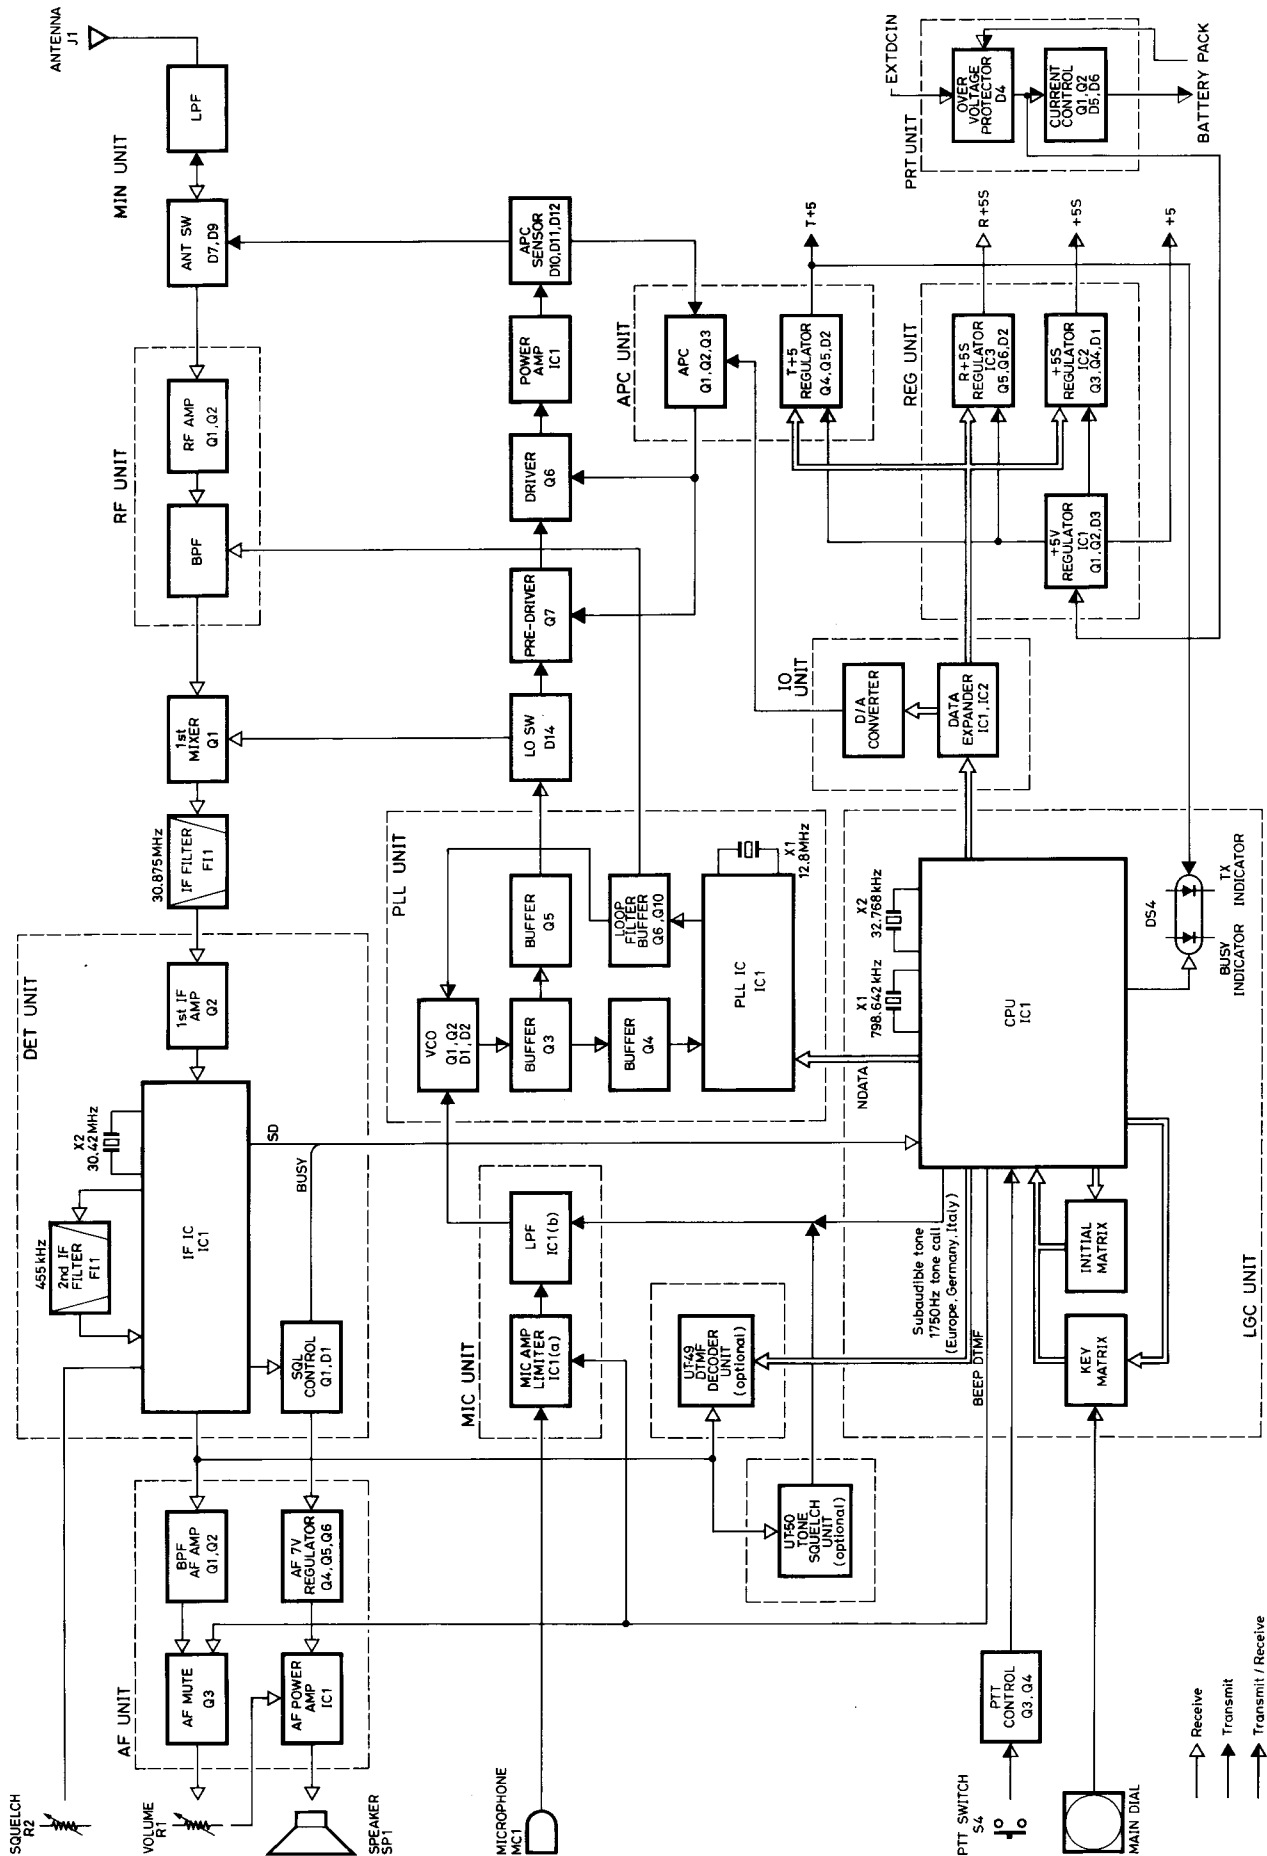 SQUELCH
R2
VOLUME
R1
SPEAKER
SP1
MICROPHONE
MC1
PTT SWITCH
S4
MAIN DIAL
AF UNIT
AF MUTE
Q3
BPF
AF AMP
Q1,Q2
AF POWER
AMP
IC1
AF 7V
REGULATOR
Q4,Q5,Q6
DET UNIT
455kHz
2nd IF
FILTER
FI1
X2
30.42MHz
IF IC
IC1
SQL
CONTROL
Q1,D1
BUSY
SD
1st IF
AMP
Q2
30.875MHz
IF FILTER
FI1
1st
MIXER
Q1
RF UNIT
BPF
RF AMP
Q1,Q2
MIN UNIT
ANT SW
D7,D9
LPF
ANTENNA
J1
MIC UNIT
MIC AMP
LIMITER
IC1(a)
LPF
IC1(b)
PLL UNIT
VCO
Q1,Q2
D1,D2
BUFFER
Q3
BUFFER
Q5
BUFFER
Q4
LOOP
FILTER
BUFFER
Q6,Q10
PLL IC
IC1
X1
12.8MHz
LO SW
D14
PRE-DRIVER
Q7
DRIVER
Q6
POWER
AMP
IC1
APC
SENSOR
D10,D11,D12
APC UNIT
APC
Q1,Q2,Q3
T+5
REGULATOR
Q4,Q5,D2
T+5
UT-49
DTMF
DECODER
UNIT
(optional)
UT-50
TONE
SQUELCH
UNIT
(optional)
PTT
CONTROL
Q3,Q4
LGC UNIT
Subaudible tone
1750Hz tone call
(Europe,Germany,Italy)
BEEP DTMF
NDATA
X1
798.642kHz
X2
32.768kHz
CPU
IC1
KEY
MATRIX
INITIAL
MATRIX
DS4
BUSY
INDICATOR
TX
INDICATOR
IO
UNIT
D/A
CONVERTER
DATA
EXPANDER
IC1,IC2
REG UNIT
R+5S
REGULATOR
IC3
Q5,Q6,D2
+5S
REGULATOR
IC2
Q3,Q4,D1
+5V
REGULATOR
IC1
Q1,Q2,D3
R+5S
+5S
+5
PRT UNIT
EXTDCIN
OVER
VOLTAGE
PROTECTOR
D4
CURRENT
CONTROL
Q1,Q2
D5,D6
BATTERY PACK
Receive
Transmit
Transmit/Receive